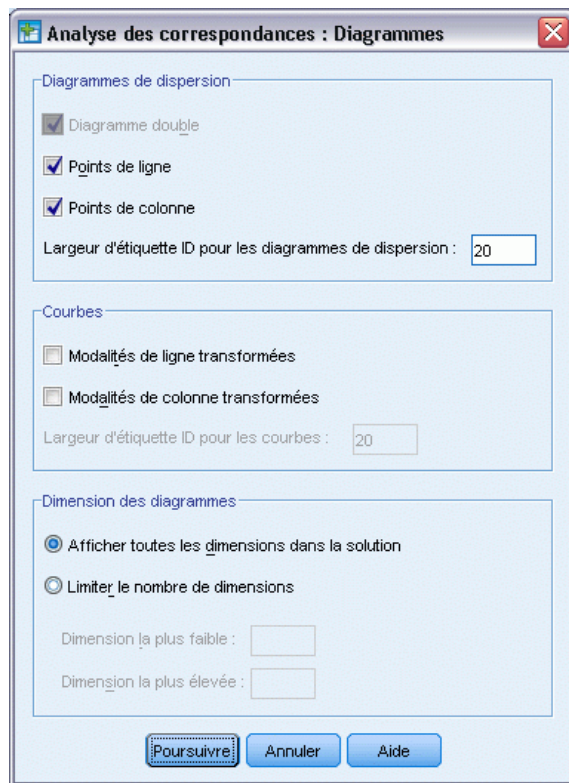 Analyse des correspondances : Diagrammes
Diagrammes de dispersion
Diagramme double
Points de ligne
Points de colonne
Largeur d'étiquette ID pour les diagrammes de dispersion : 20
Courbes
Modalités de ligne transformées
Modalités de colonne transformées
Largeur d'étiquette ID pour les courbes : 20
Dimension des diagrammes
Afficher toutes les dimensions dans la solution
Limiter le nombre de dimensions
Dimension la plus faible :
Dimension la plus élevée :
Poursuivre Annuler Aide